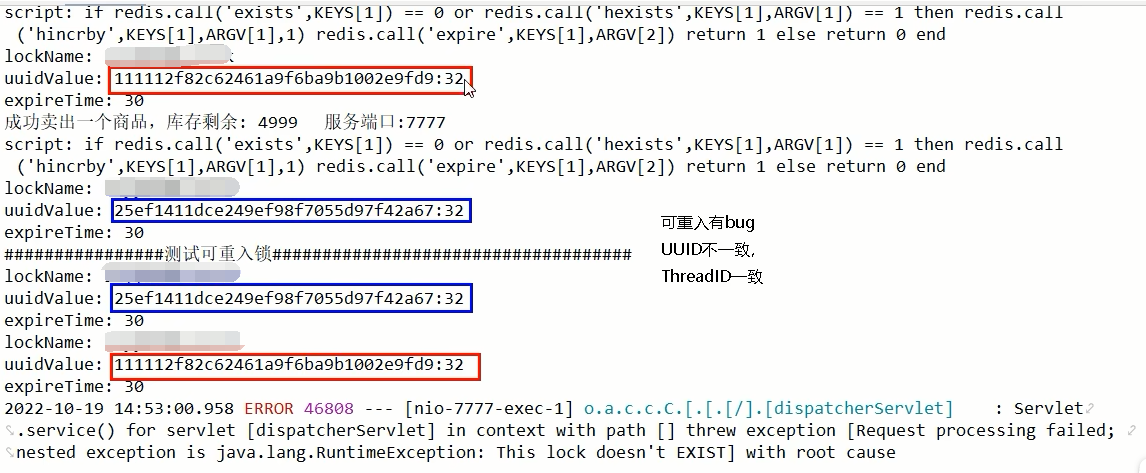 script: if redis.call('exists',KEYS[1]) == 0 or redis.call('hexists',KEYS[1],ARGV[1]) == 1 then redis.call
('hincrby',KEYS[1],ARGV[1],1) redis.call('expire',KEYS[1],ARGV[2]) return 1 else return 0 end
lockName:
uuidValue: 111112f82c62461a9f6ba9b1002e9fd9:32
expireTime: 30
成功卖出一个商品，库存剩余: 4999 服务端口:7777
script: if redis.call('exists',KEYS[1]) == 0 or redis.call('hexists',KEYS[1],ARGV[1]) == 1 then redis.call
('hincrby',KEYS[1],ARGV[1],1) redis.call('expire',KEYS[1],ARGV[2]) return 1 else return 0 end
lockName:
uuidValue: 25ef1411dce249ef98f7055d97f42a67:32
expireTime: 30
可重入有bug
UUID不一致,
ThreadID一致
################测试可重入锁####################################
lockName:
uuidValue: 25ef1411dce249ef98f7055d97f42a67:32
expireTime: 30
lockName:
uuidValue: 111112f82c62461a9f6ba9b1002e9fd9:32
expireTime: 30
2022-10-19 14:53:00.958 ERROR 46808 --- [nio-7777-exec-1] o.a.c.c.C.[.[.[/].[dispatcherServlet] : Servlet
.service() for servlet [dispatcherServlet] in context with path [] threw exception [Request processing failed;
nested exception is java.lang.RuntimeException: This lock doesn't EXIST] with root cause